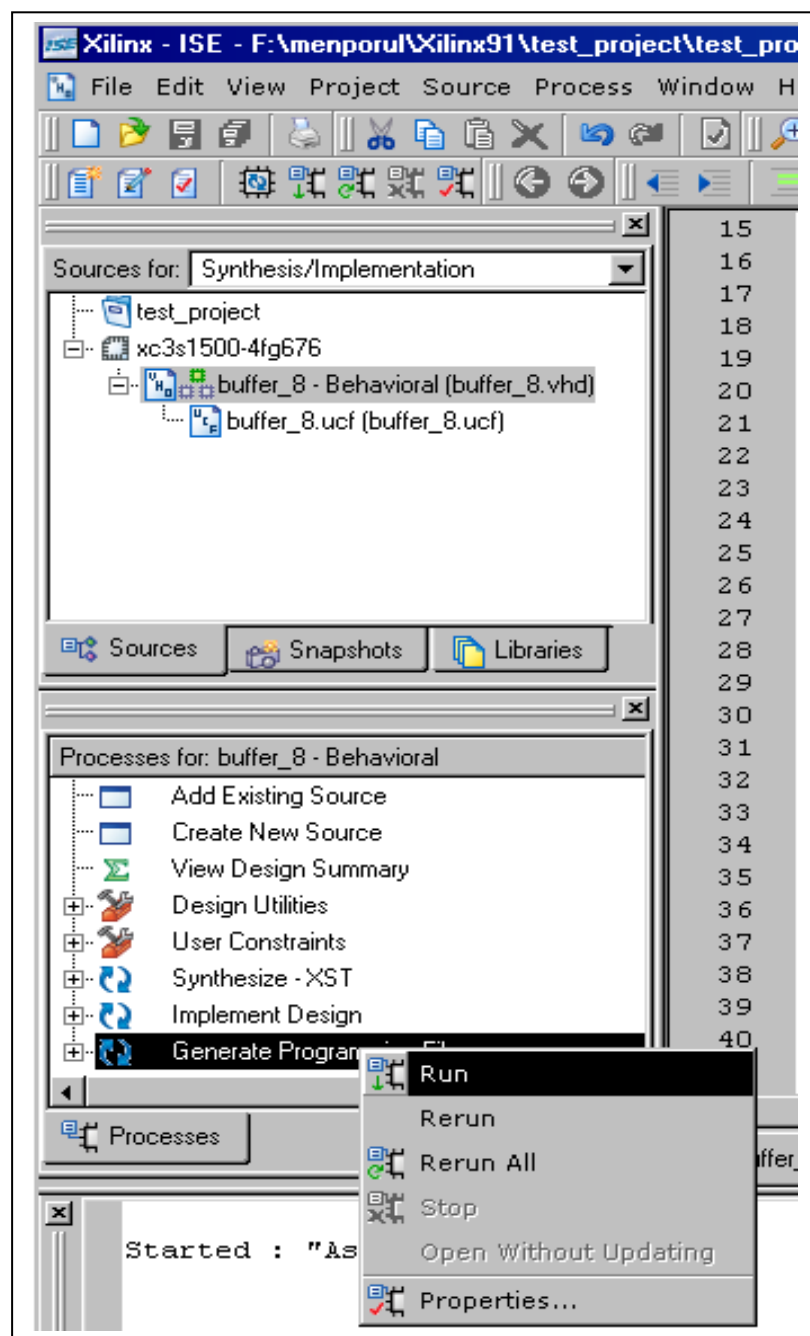 Xilinx - ISE - F:\menporul\Xilinx91\test_project\test_pro
File Edit View Project Source Process Window H
Sources for: Synthesis/Implementation
test_project
xc3s1500-4fg676
buffer_8 - Behavioral (buffer_8.vhd)
buffer_8.ucf (buffer_8.ucf)
Sources Snapshots Libraries
Processes for: buffer_8 - Behavioral
Add Existing Source
Create New Source
View Design Summary
Design Utilities
User Constraints
Synthesize - XST
Implement Design
Generate Programming Fil
Processes
Run
Rerun
Rerun All
Stop
Open Without Updating
Properties...
Started : "As
15
16
17
18
19
20
21
22
23
24
25
26
27
28
29
30
31
32
33
34
35
36
37
38
39
40
uffer_